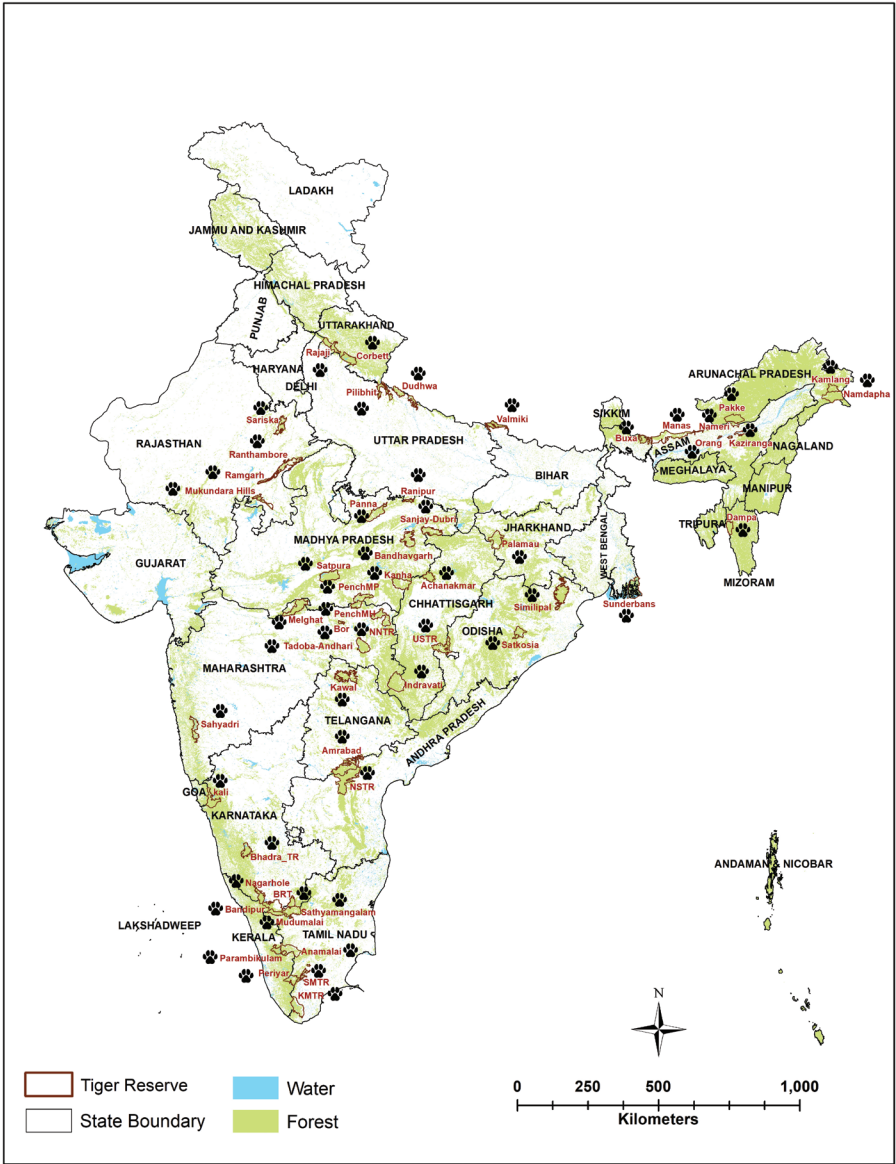 LADAKH
JAMMU AND KASHMIR
HIMACHAL PRADESH
PUNJAB
UTTARAKHAND
Rajaji
Corbett
HARYANA
DELHI
Pilibhit
Dudhwa
ARUNACHAL PRADESH
Kamlang
Namdapha
Sariska
Valmiki
SIKKIM
Manas
Pakke
Nameri
Buxa
ASSAM
Orang
Kaziranga
NAGALAND
RAJASTHAN
Ranthambore
UTTAR PRADESH
Ramgarh
BIHAR
MEGHALAYA
Mukundara Hills
Ranipur
MANIPUR
Panna
Sanjay-Dubri
JHARKHAND
TRIPURA
Dampa
MADHYA PRADESH
Palamau
WEST BENGAL
GUJARAT
Bandhavgarh
Satpura
Kanha
Achanakmar
MIZORAM
PenchMP
CHHATTISGARH
Similipal
Sunderbans
Melghat
PenchMH
Bor
NNTR
USTR
ODISHA
Satkosia
Tadoba-Andhari
MAHARASHTRA
Indravati
Kawal
Sahyadri
TELANGANA
ANDHRA PRADESH
Amrabad
NSTR
GOA
kali
KARNATAKA
Bhadra_TR
ANDAMAN & NICOBAR
Nagarhole
BRT
Bandipur
Sathyamangalam
LAKSHADWEEP
Mudumalai
KERALA
TAMIL NADU
Parambikulam
Anamalai
Periyar
SMTR
KMTR
N
Tiger Reserve
Water
State Boundary
Forest
0 250 500 1,000
Kilometers